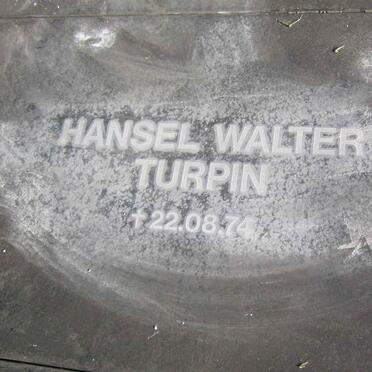 HANSEL WALTER
TURPIN
†22.08.74